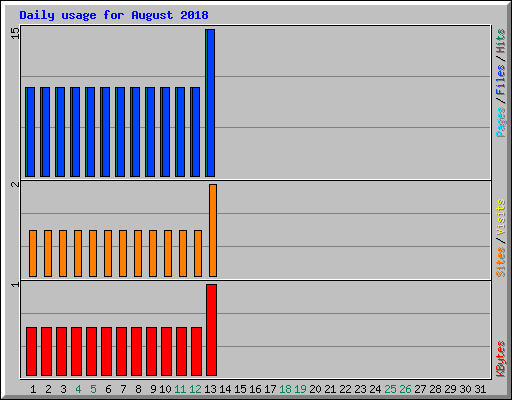 Daily usage for August 2018
15
2
1
Pages / Files / Hits
Sites / Visits
KBytes
1 2 3 4 5 6 7 8 9 10 11 12 13 14 15 16 17 18 19 20 21 22 23 24 25 26 27 28 29 30 31